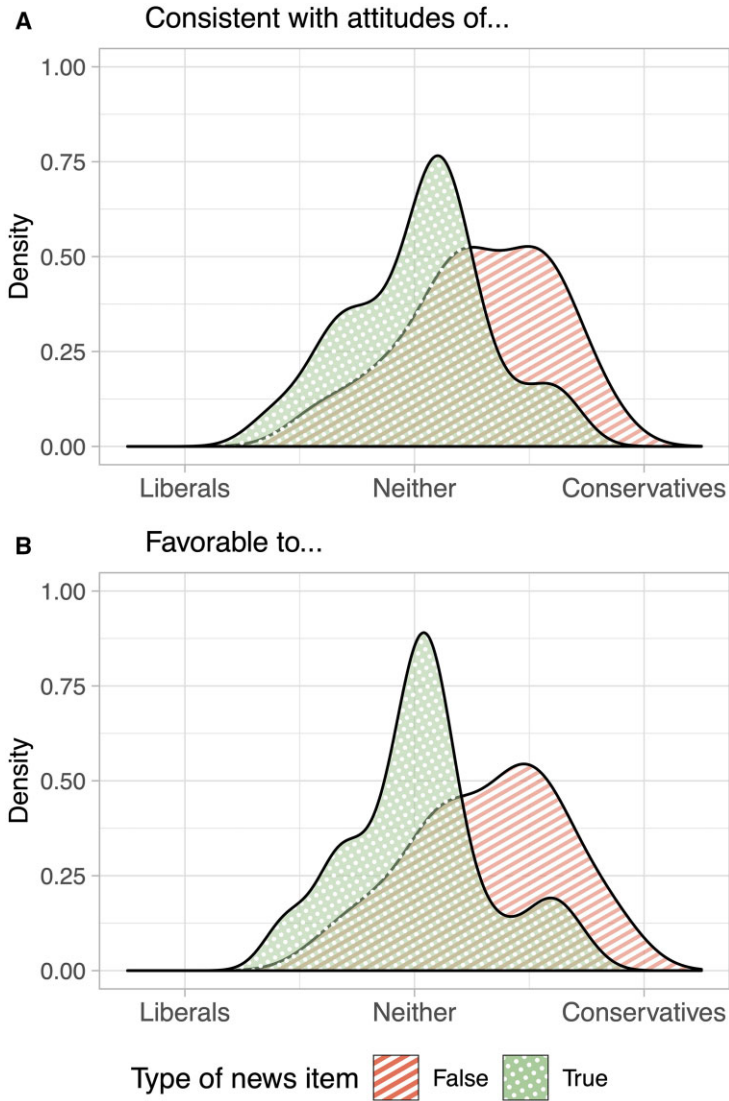 A Consistent with attitudes of...
1.00
0.75
Density
0.50
0.25
0.00
Liberals Neither Conservatives
B Favorable to...
1.00
0.75
Density
0.50
0.25
0.00
Liberals Neither Conservatives
Type of news item False True